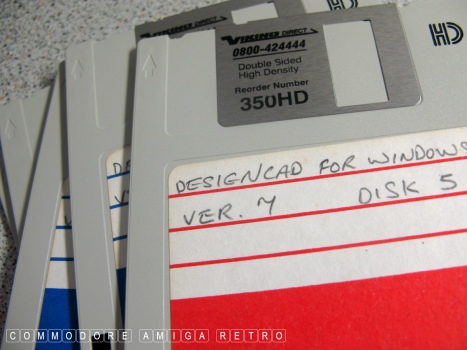 VIKING DIRECT
0800-424444
Double Sided
High Density
Reorder Number
350HD
HD
DESIGNCAD FOR WINDOWS
VER. 7 DISK 5
COMMODORE AMIGA RETRO